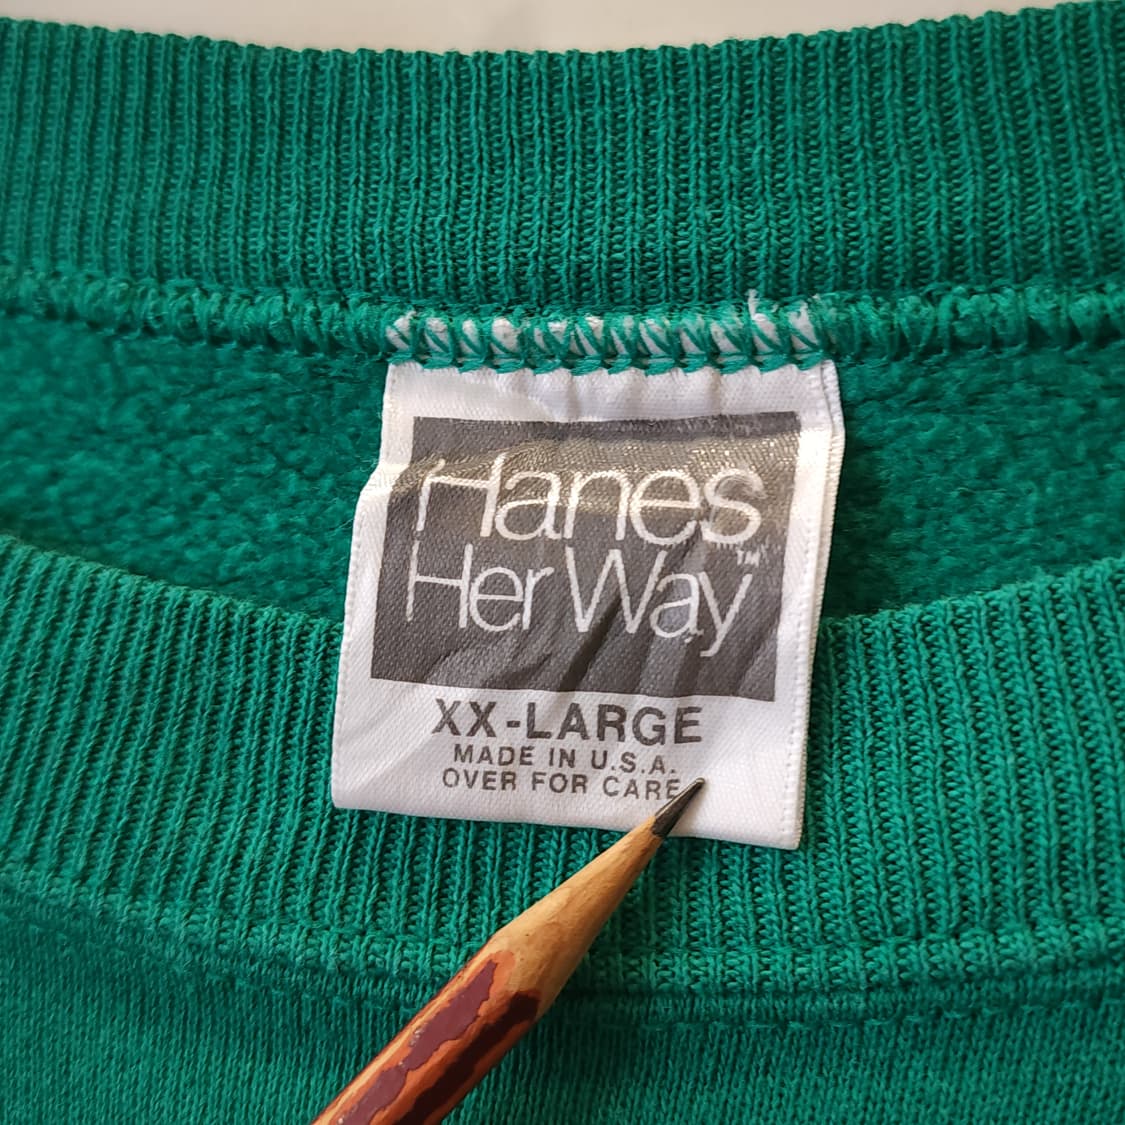 Hanes
Her Way™
XX-LARGE
MADE IN U.S.A.
OVER FOR CARE